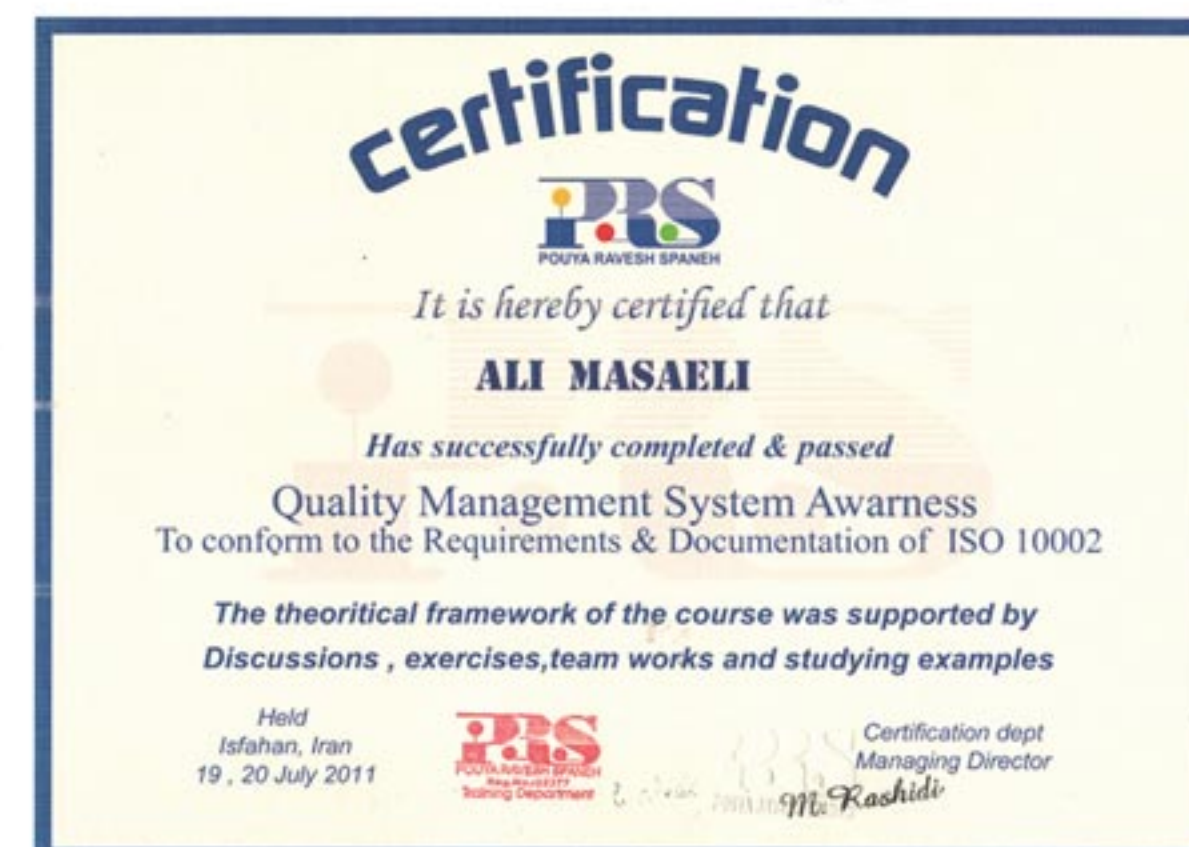 certification
P.R.S
POUYA RAVESH SPANEH
It is hereby certified that
ALI MASAELI
Has successfully completed & passed
Quality Management System Awarness
To conform to the Requirements & Documentation of ISO 10002
The theoritical framework of the course was supported by
Discussions , exercises,team works and studying examples
Held
Isfahan, Iran
19 , 20 July 2011
P.R.S
POUYA RAVESH SPANEH
Training Department
Certification dept
Managing Director
M. Rashidi